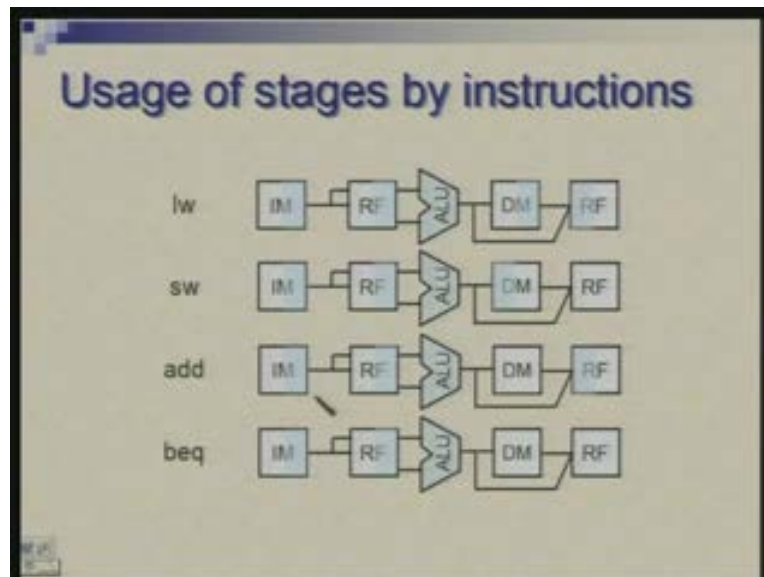 Usage of stages by instructions
lw IM RF ALU DM RF
sw IM RF ALU DM RF
add IM RF ALU DM RF
beq IM RF ALU DM RF